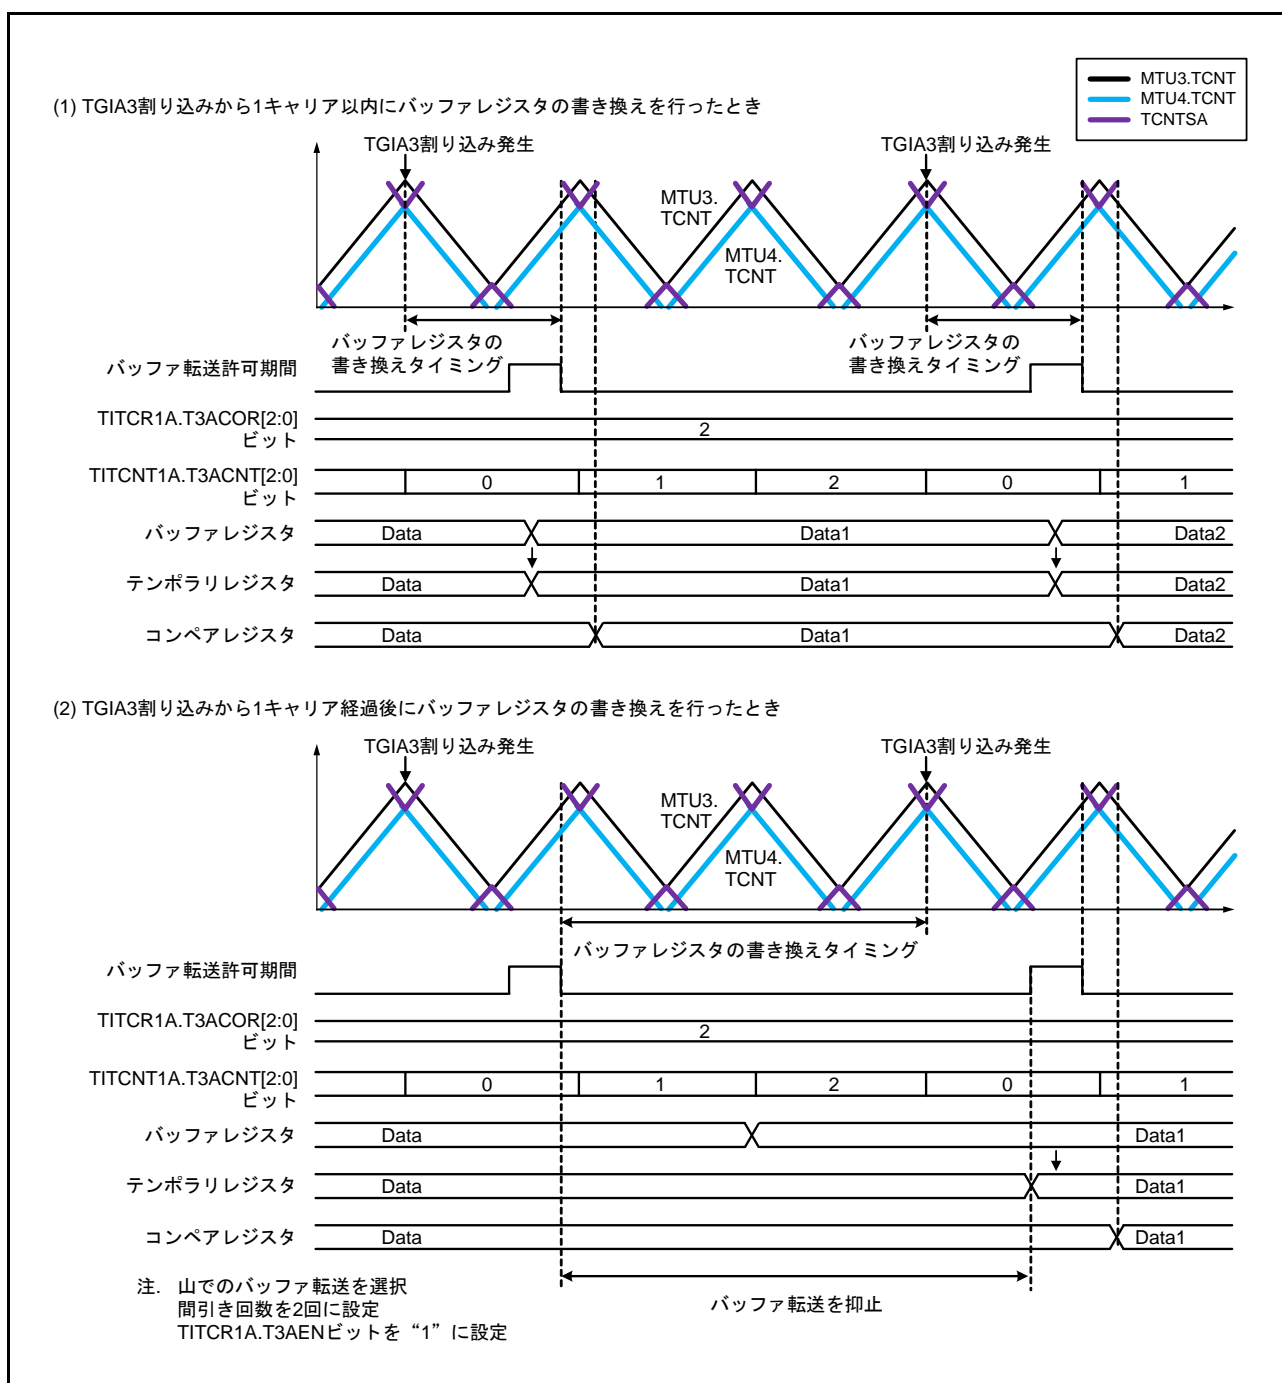 MTU3.TCNT
MTU4.TCNT
TCNTSA
(1) TGIA3割り込みから1キャリア以内にバッファレジスタの書き換えを行ったとき
TGIA3割り込み発生
TGIA3割り込み発生
MTU3.
TCNT
MTU4.
TCNT
バッファレジスタの
書き換えタイミング
バッファレジスタの
書き換えタイミング
バッファ転送許可期間
TITCR1A.T3ACOR[2:0]
ビット
2
TITCNT1A.T3ACNT[2:0]
ビット
0 1 2 0 1
バッファレジスタ Data Data1 Data2
テンポラリレジスタ Data Data1 Data2
コンペアレジスタ Data Data1 Data2
(2) TGIA3割り込みから1キャリア経過後にバッファレジスタの書き換えを行ったとき
TGIA3割り込み発生
TGIA3割り込み発生
MTU3.
TCNT
MTU4.
TCNT
バッファレジスタの書き換えタイミング
バッファ転送許可期間
TITCR1A.T3ACOR[2:0]
ビット
2
TITCNT1A.T3ACNT[2:0]
ビット
0 1 2 0 1
バッファレジスタ Data Data1
テンポラリレジスタ Data Data1
コンペアレジスタ Data Data1
バッファ転送を抑止
注. 山でのバッファ転送を選択
間引き回数を2回に設定
TITCR1A.T3AENビットを“1”に設定